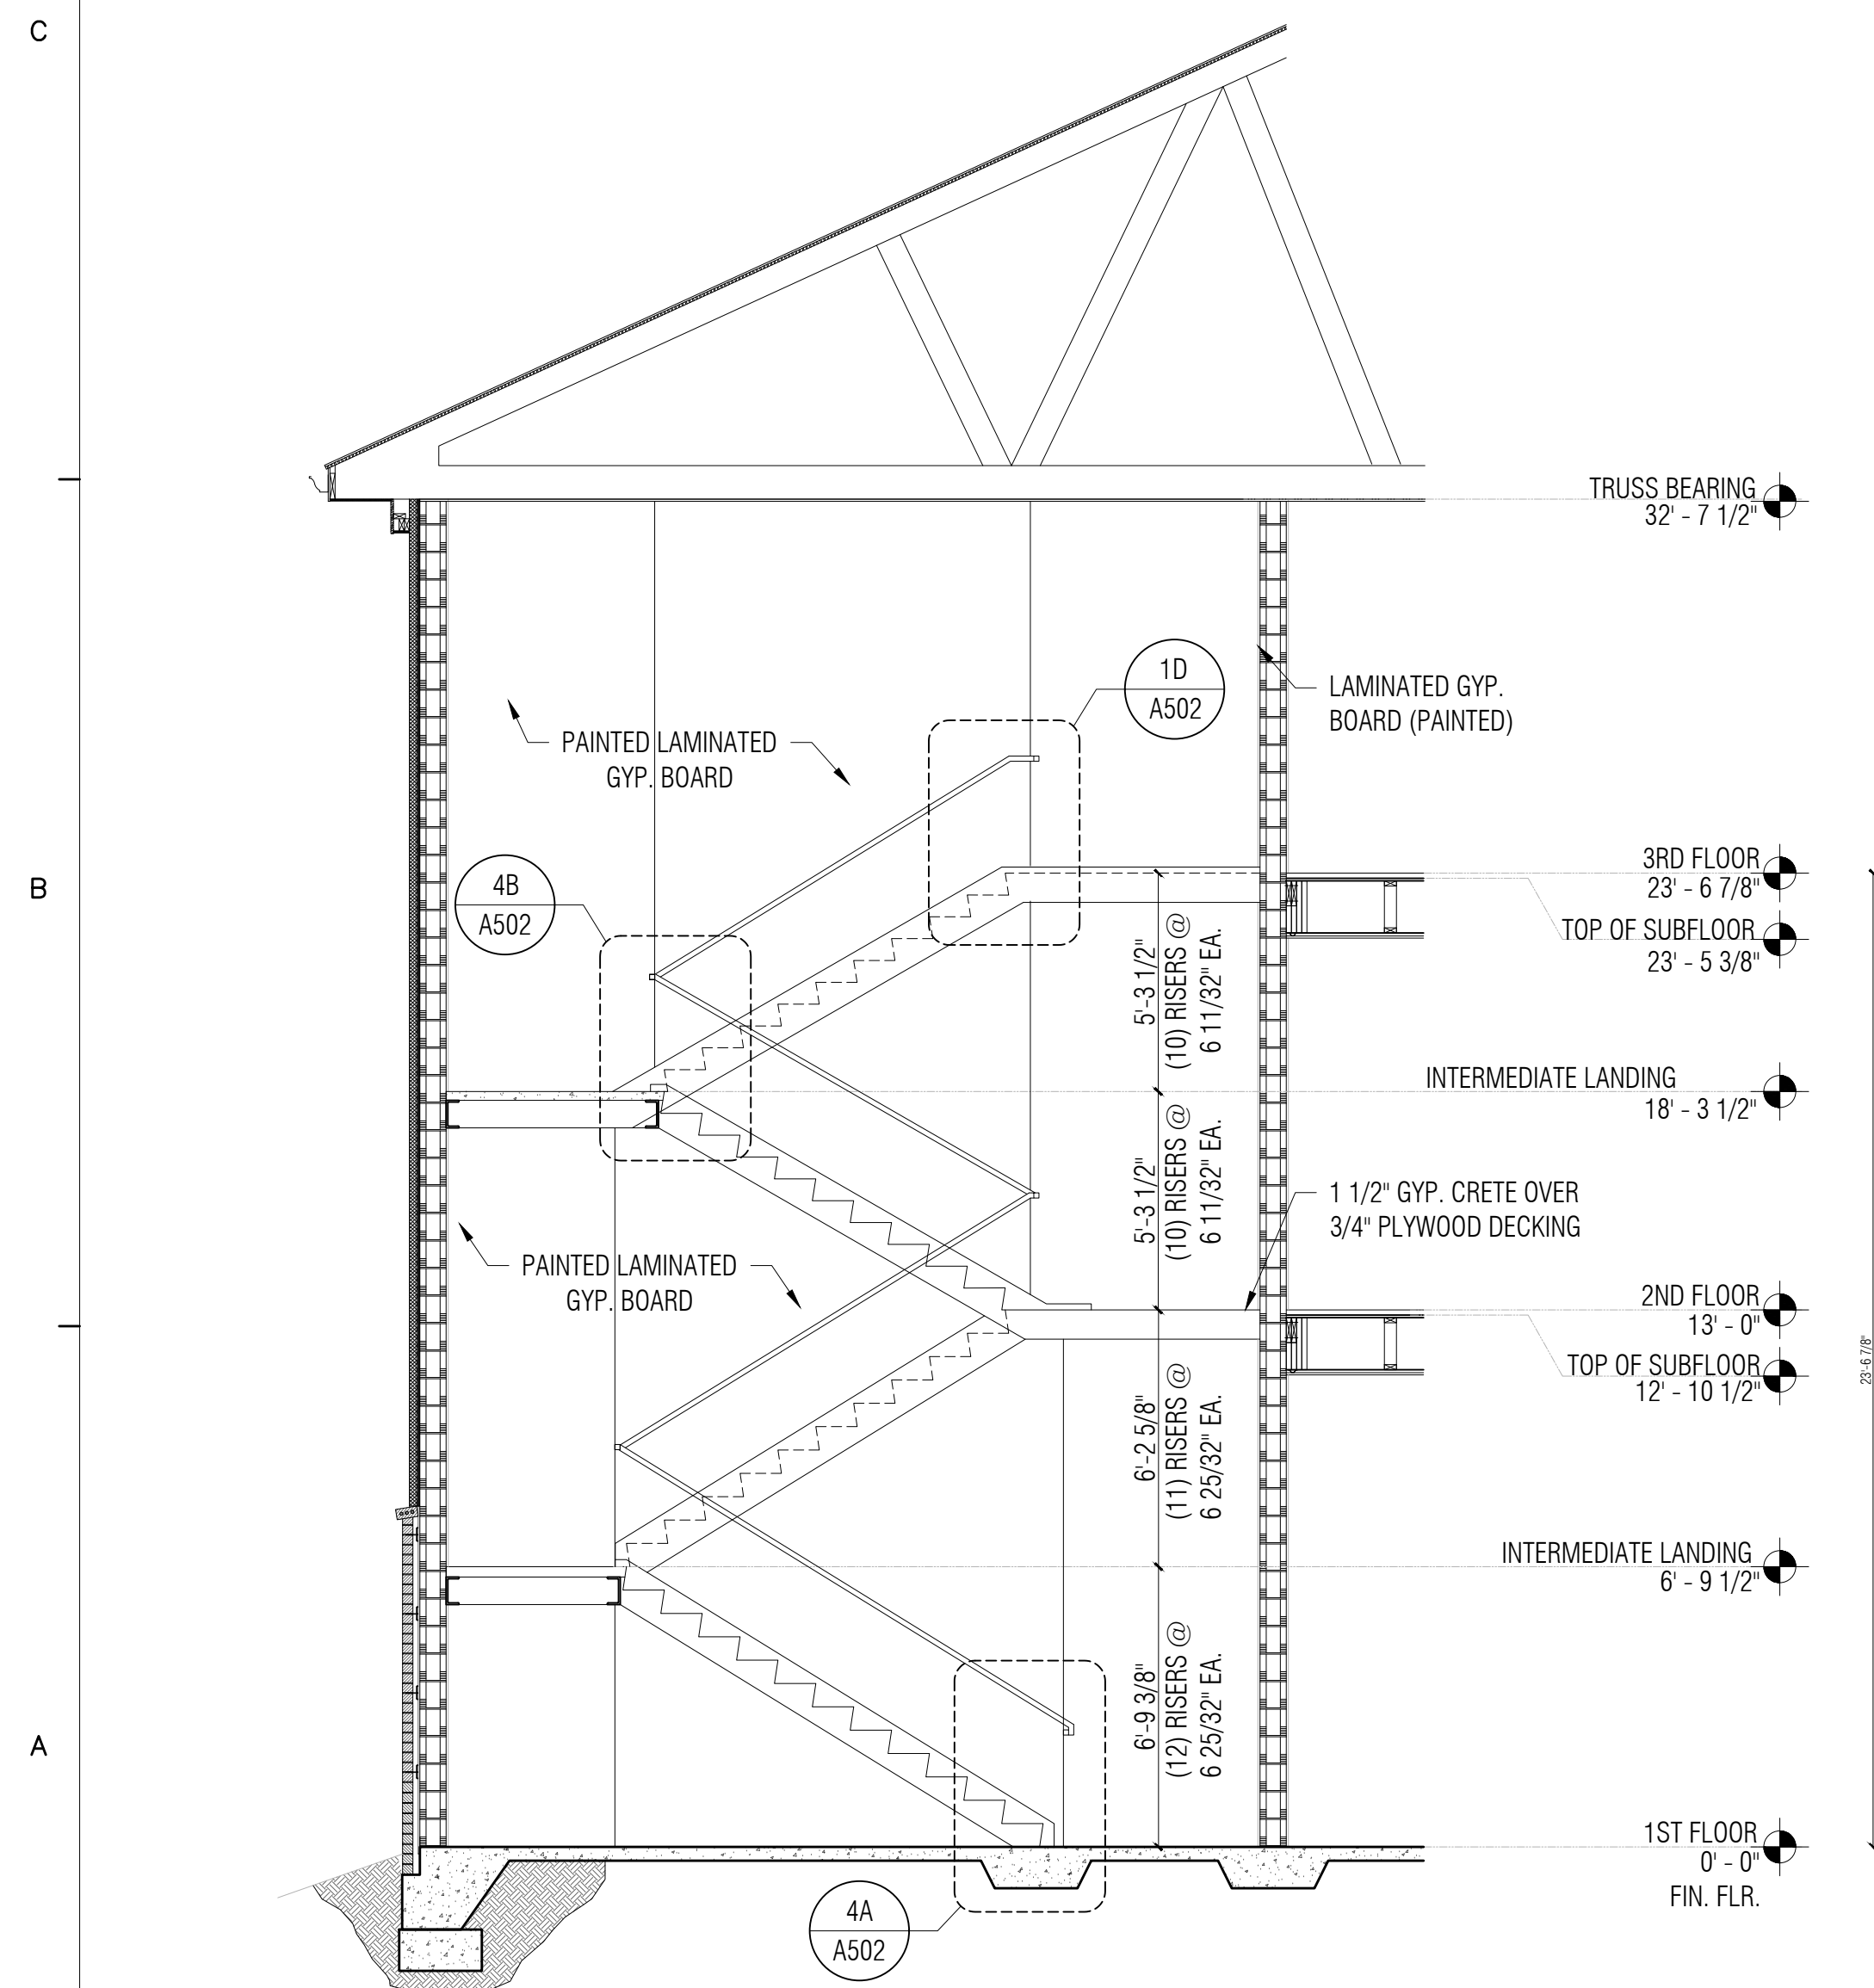 C
TRUSS BEARING
32' - 7 1/2"
1D
A502
LAMINATED GYP.
BOARD (PAINTED)
PAINTED LAMINATED
GYP. BOARD
B
4B
A502
3RD FLOOR
23' - 6 7/8"
TOP OF SUBFLOOR
23' - 5 3/8"
5'-3 1/2"
(10) RISERS @
6 11/32" EA.
INTERMEDIATE LANDING
18' - 3 1/2"
5'-3 1/2"
(10) RISERS @
6 11/32" EA.
1 1/2" GYP. CRETE OVER
3/4" PLYWOOD DECKING
PAINTED LAMINATED
GYP. BOARD
2ND FLOOR
13' - 0"
TOP OF SUBFLOOR
12' - 10 1/2"
23'-6 7/8"
6'-2 5/8"
(11) RISERS @
6 25/32" EA.
INTERMEDIATE LANDING
6' - 9 1/2"
6'-9 3/8"
(12) RISERS @
6 25/32" EA.
A
1ST FLOOR
0' - 0"
FIN. FLR.
4A
A502